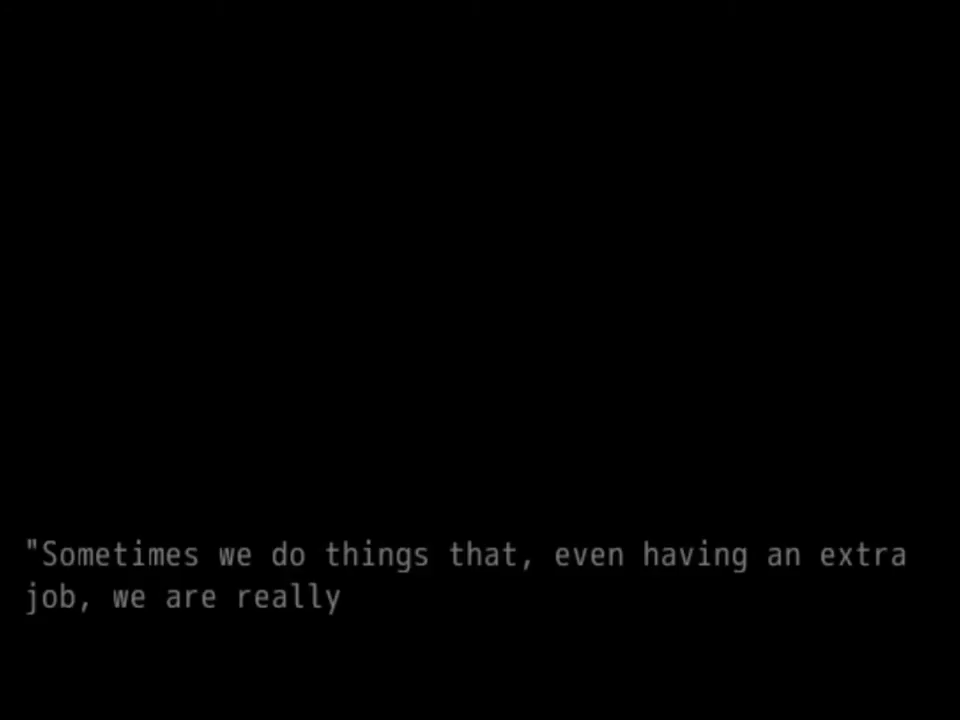 "Sometimes we do things that, even having an extra
job, we are really